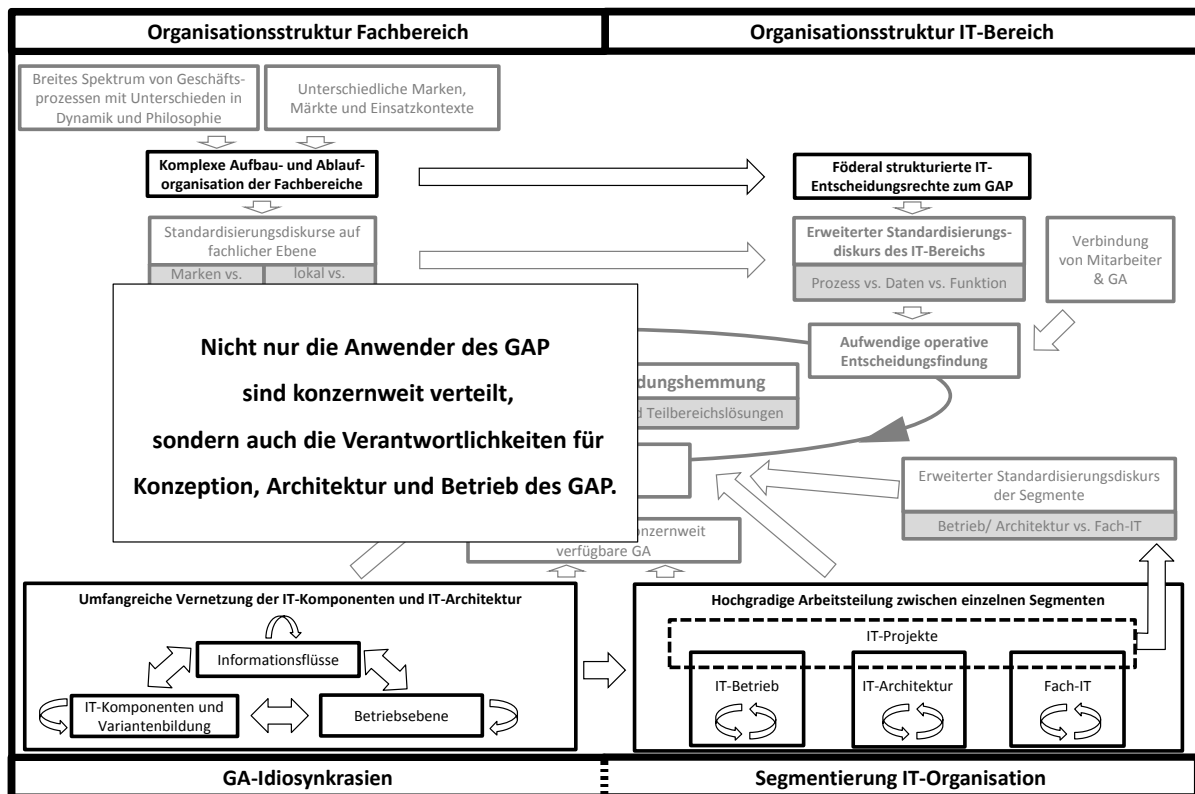 Organisationsstruktur Fachbereich
Organisationsstruktur IT-Bereich
Breites Spektrum von Geschäfts-
prozessen mit Unterschieden in
Dynamik und Philosophie
Unterschiedliche Marken,
Märkte und Einsatzkontexte
Komplexe Aufbau- und Ablauf-
organisation der Fachbereiche
Föderal strukturierte IT-
Entscheidungsrechte zum GAP
Standardisierungsdiskurse auf
fachlicher Ebene
Marken vs.
lokal vs.
Erweiterter Standardisierungs-
diskurs des IT-Bereichs
Prozess vs. Daten vs. Funktion
Verbindung
von Mitarbeiter
& GA
Nicht nur die Anwender des GAP
sind konzernweit verteilt,
sondern auch die Verantwortlichkeiten für
Konzeption, Architektur und Betrieb des GAP.
Aufwendige operative
Entscheidungsfindung
dungshemmung
Teilbereichslösungen
Erweiterter Standardisierungsdiskurs
der Segmente
Betrieb/ Architektur vs. Fach-IT
onzernweit
verfügbare GA
Umfangreiche Vernetzung der IT-Komponenten und IT-Architektur
Informationsflüsse
IT-Komponenten und
Variantenbildung
Betriebsebene
Hochgradige Arbeitsteilung zwischen einzelnen Segmenten
IT-Projekte
IT-Betrieb
IT-Architektur
Fach-IT
GA-Idiosynkrasien
Segmentierung IT-Organisation